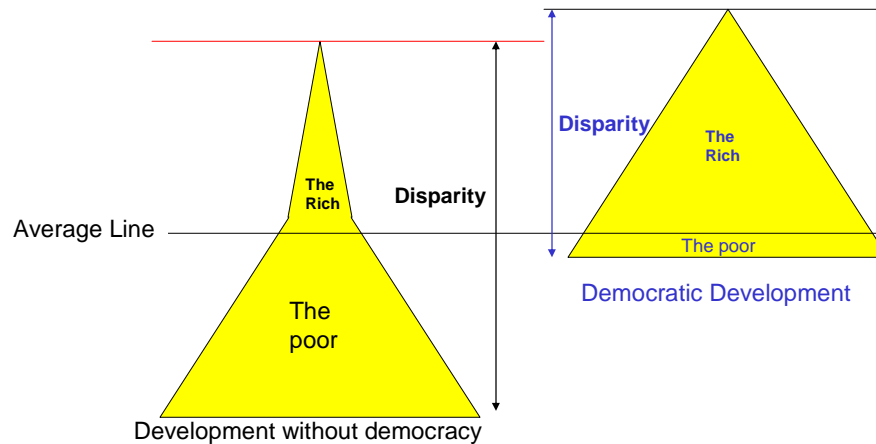 Disparity
The
Rich
The
Rich
Disparity
Average Line
The poor
Democratic Development
The
poor
Development without democracy